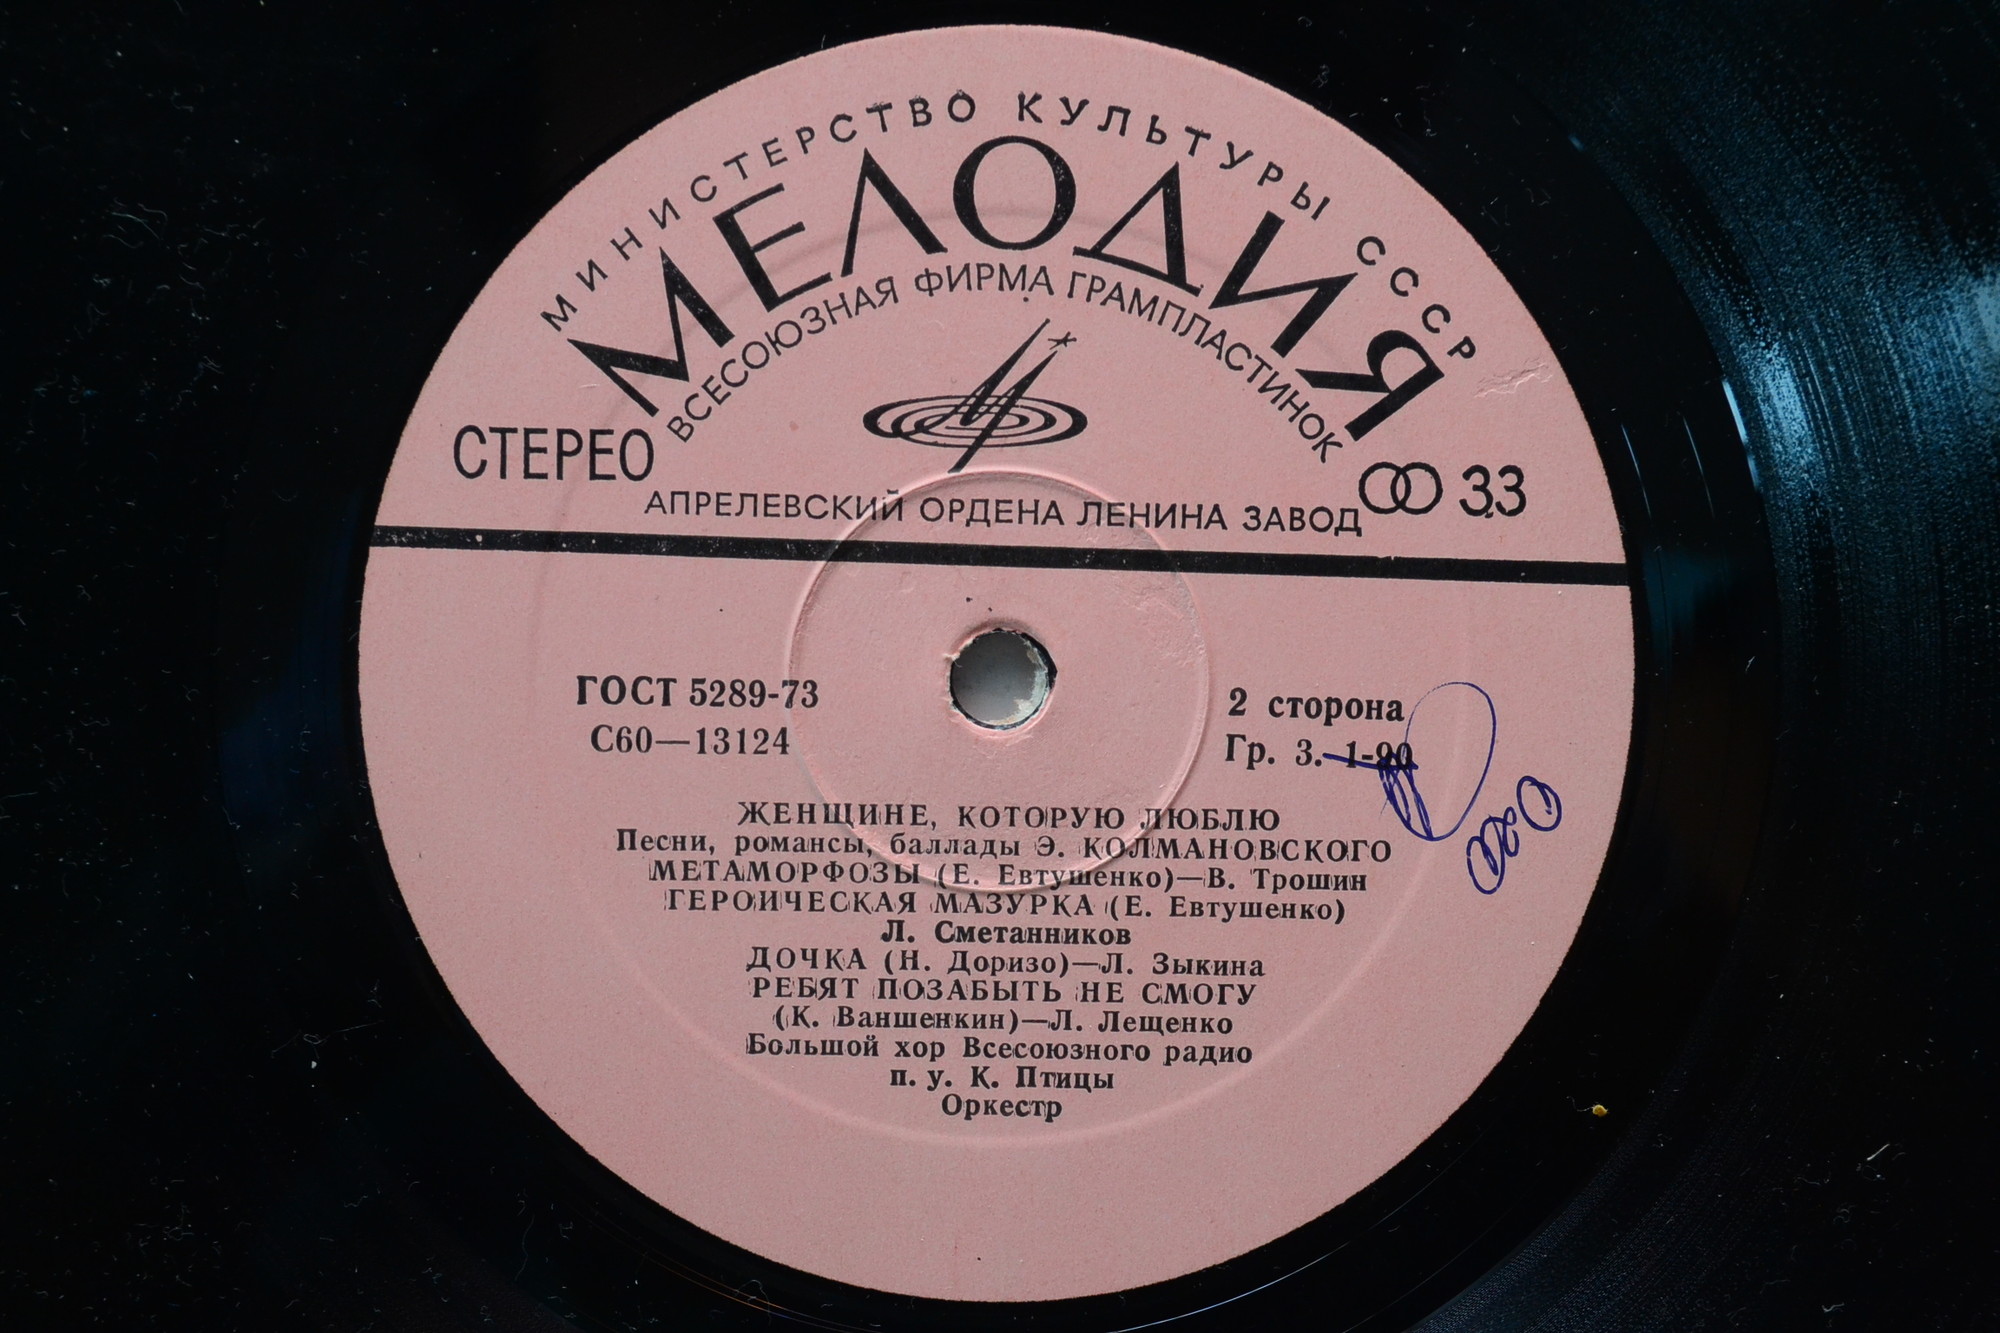 МИНИСТЕРСТВО КУЛЬТУРЫ СССР
МЕЛОДИЯ
ВСЕСОЮЗНАЯ ФИРМА ГРАМПЛАСТИНОК
СТЕРЕО
33
АПРЕЛЕВСКИЙ ОРДЕНА ЛЕНИНА ЗАВОД
ГОСТ 5289-73
С60—13124
2 сторона
Гр. 3. 1-90
ЖЕНЩИНЕ, КОТОРУЮ ЛЮБЛЮ
Песни, романсы, баллады Э. КОЛМАНОВСКОГО
МЕТАМОРФОЗЫ (Е. Евтушенко)—В. Трошин
ГЕРОИЧЕСКАЯ МАЗУРКА (Е. Евтушенко)
Л. Сметанников
ДОЧКА (Н. Доризо)—Л. Зыкина
РЕБЯТ ПОЗАБЫТЬ НЕ СМОГУ
(К. Ваншенкин)—Л. Лещенко
Большой хор Всесоюзного радио
п. у. К. Птицы
Оркестр